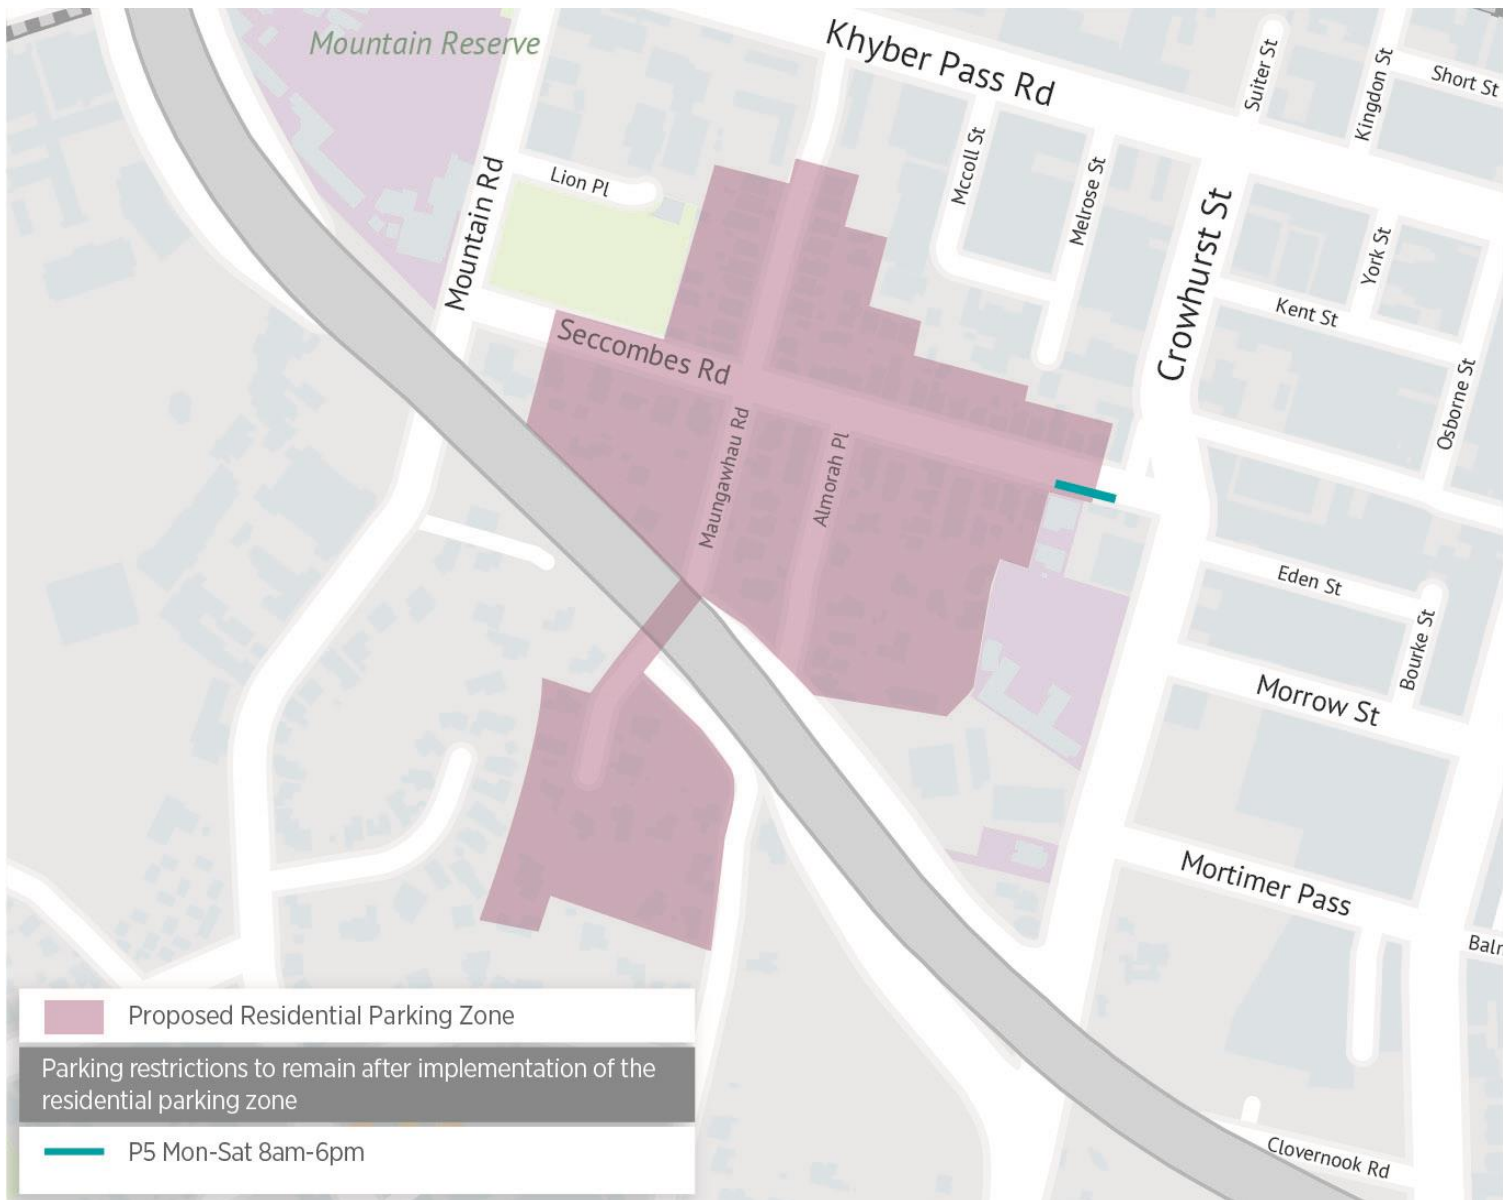 Mountain Reserve
Khyber Pass Rd
Suiter St
Kingdon St
Short St
Mccoll St
Melrose St
Lion Pl
Mountain Rd
Crowhurst St
York St
Kent St
Seccombes Rd
Osborne St
Maungawhau Rd
Almorah Pl
Eden St
Bourke St
Morrow St
Mortimer Pass
Balr
Clovernook Rd
Proposed Residential Parking Zone
Parking restrictions to remain after implementation of the
residential parking zone
P5 Mon-Sat 8am-6pm